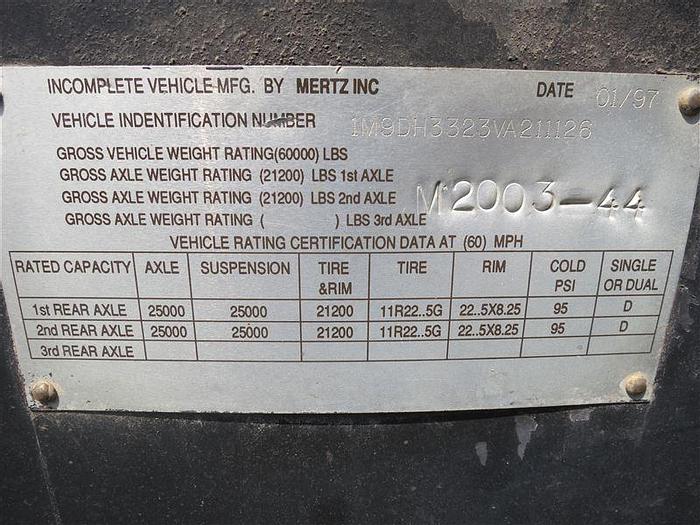 INCOMPLETE VEHICLE-MFG. BY MERTZ INC DATE 01/97
VEHICLE INDENTIFICATION NUMBER 1M9DH3323VA211126
GROSS VEHICLE WEIGHT RATING(60000) LBS
GROSS AXLE WEIGHT RATING (21200) LBS 1st AXLE
GROSS AXLE WEIGHT RATING (21200) LBS 2nd AXLE M2003-44
GROSS AXLE WEIGHT RATING ( ) LBS 3rd AXLE
VEHICLE RATING CERTIFICATION DATA AT (60) MPH
RATED CAPACITY AXLE SUSPENSION TIRE &RIM TIRE RIM COLD PSI SINGLE OR DUAL
1st REAR AXLE 25000 25000 21200 11R22..5G 22..5X8.25 95 D
2nd REAR AXLE 25000 25000 21200 11R22..5G 22..5X8.25 95 D
3rd REAR AXLE